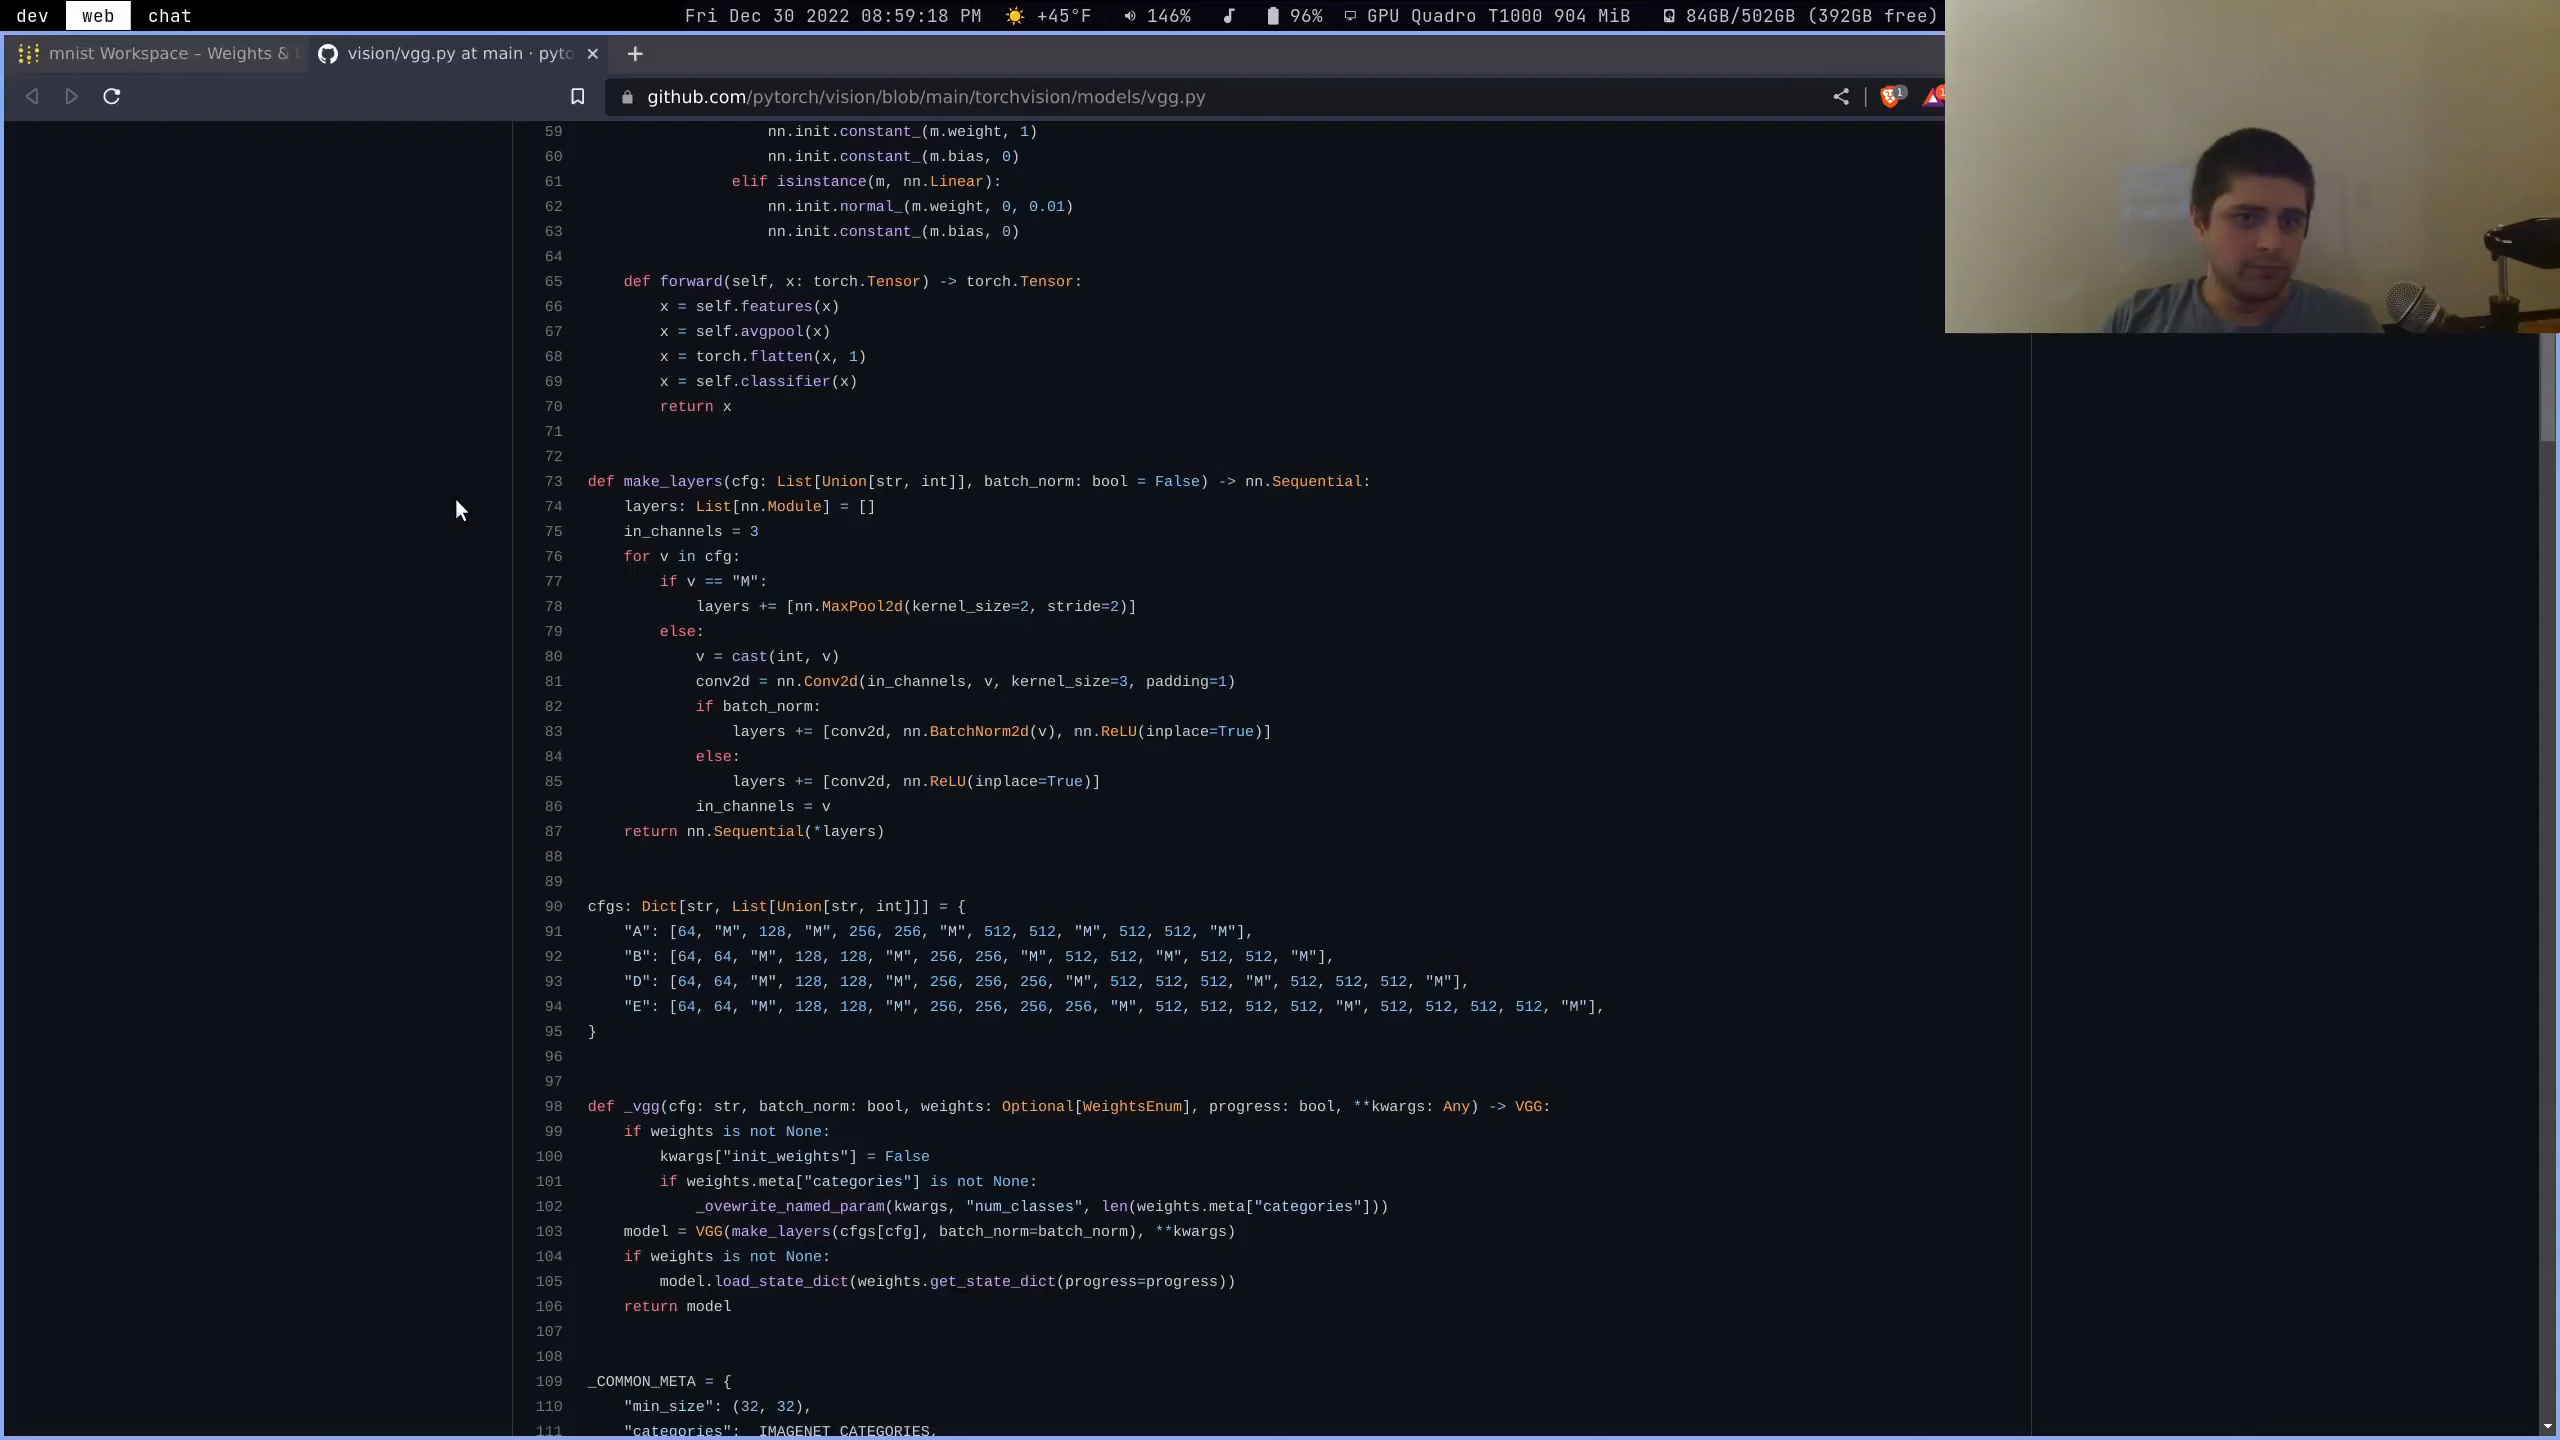 dev web chat Fri Dec 30 2022 08:59:18 PM +45°F 146% 96% GPU Quadro T1000 904 MiB 84GB/502GB (392GB free)
mnist Workspace – Weights & vision/vgg.py at main · pyto
github.com/pytorch/vision/blob/main/torchvision/models/vgg.py 1 1
59 nn.init.constant_(m.weight, 1)
60 nn.init.constant_(m.bias, 0)
61 elif isinstance(m, nn.Linear):
62 nn.init.normal_(m.weight, 0, 0.01)
63 nn.init.constant_(m.bias, 0)
64
65 def forward(self, x: torch.Tensor) -> torch.Tensor:
66 x = self.features(x)
67 x = self.avgpool(x)
68 x = torch.flatten(x, 1)
69 x = self.classifier(x)
70 return x
71
72
73 def make_layers(cfg: List[Union[str, int]], batch_norm: bool = False) -> nn.Sequential:
74 layers: List[nn.Module] = []
75 in_channels = 3
76 for v in cfg:
77 if v == "M":
78 layers += [nn.MaxPool2d(kernel_size=2, stride=2)]
79 else:
80 v = cast(int, v)
81 conv2d = nn.Conv2d(in_channels, v, kernel_size=3, padding=1)
82 if batch_norm:
83 layers += [conv2d, nn.BatchNorm2d(v), nn.ReLU(inplace=True)]
84 else:
85 layers += [conv2d, nn.ReLU(inplace=True)]
86 in_channels = v
87 return nn.Sequential(*layers)
88
89
90 cfgs: Dict[str, List[Union[str, int]]] = {
91 "A": [64, "M", 128, "M", 256, 256, "M", 512, 512, "M", 512, 512, "M"],
92 "B": [64, 64, "M", 128, 128, "M", 256, 256, "M", 512, 512, "M", 512, 512, "M"],
93 "D": [64, 64, "M", 128, 128, "M", 256, 256, 256, "M", 512, 512, 512, "M", 512, 512, 512, "M"],
94 "E": [64, 64, "M", 128, 128, "M", 256, 256, 256, 256, "M", 512, 512, 512, 512, "M", 512, 512, 512, 512, "M"],
95 }
96
97
98 def _vgg(cfg: str, batch_norm: bool, weights: Optional[WeightsEnum], progress: bool, **kwargs: Any) -> VGG:
99 if weights is not None:
100 kwargs["init_weights"] = False
101 if weights.meta["categories"] is not None:
102 _ovewrite_named_param(kwargs, "num_classes", len(weights.meta["categories"]))
103 model = VGG(make_layers(cfgs[cfg], batch_norm=batch_norm), **kwargs)
104 if weights is not None:
105 model.load_state_dict(weights.get_state_dict(progress=progress))
106 return model
107
108
109 _COMMON_META = {
110 "min_size": (32, 32),
111 "categories": _IMAGENET_CATEGORIES,